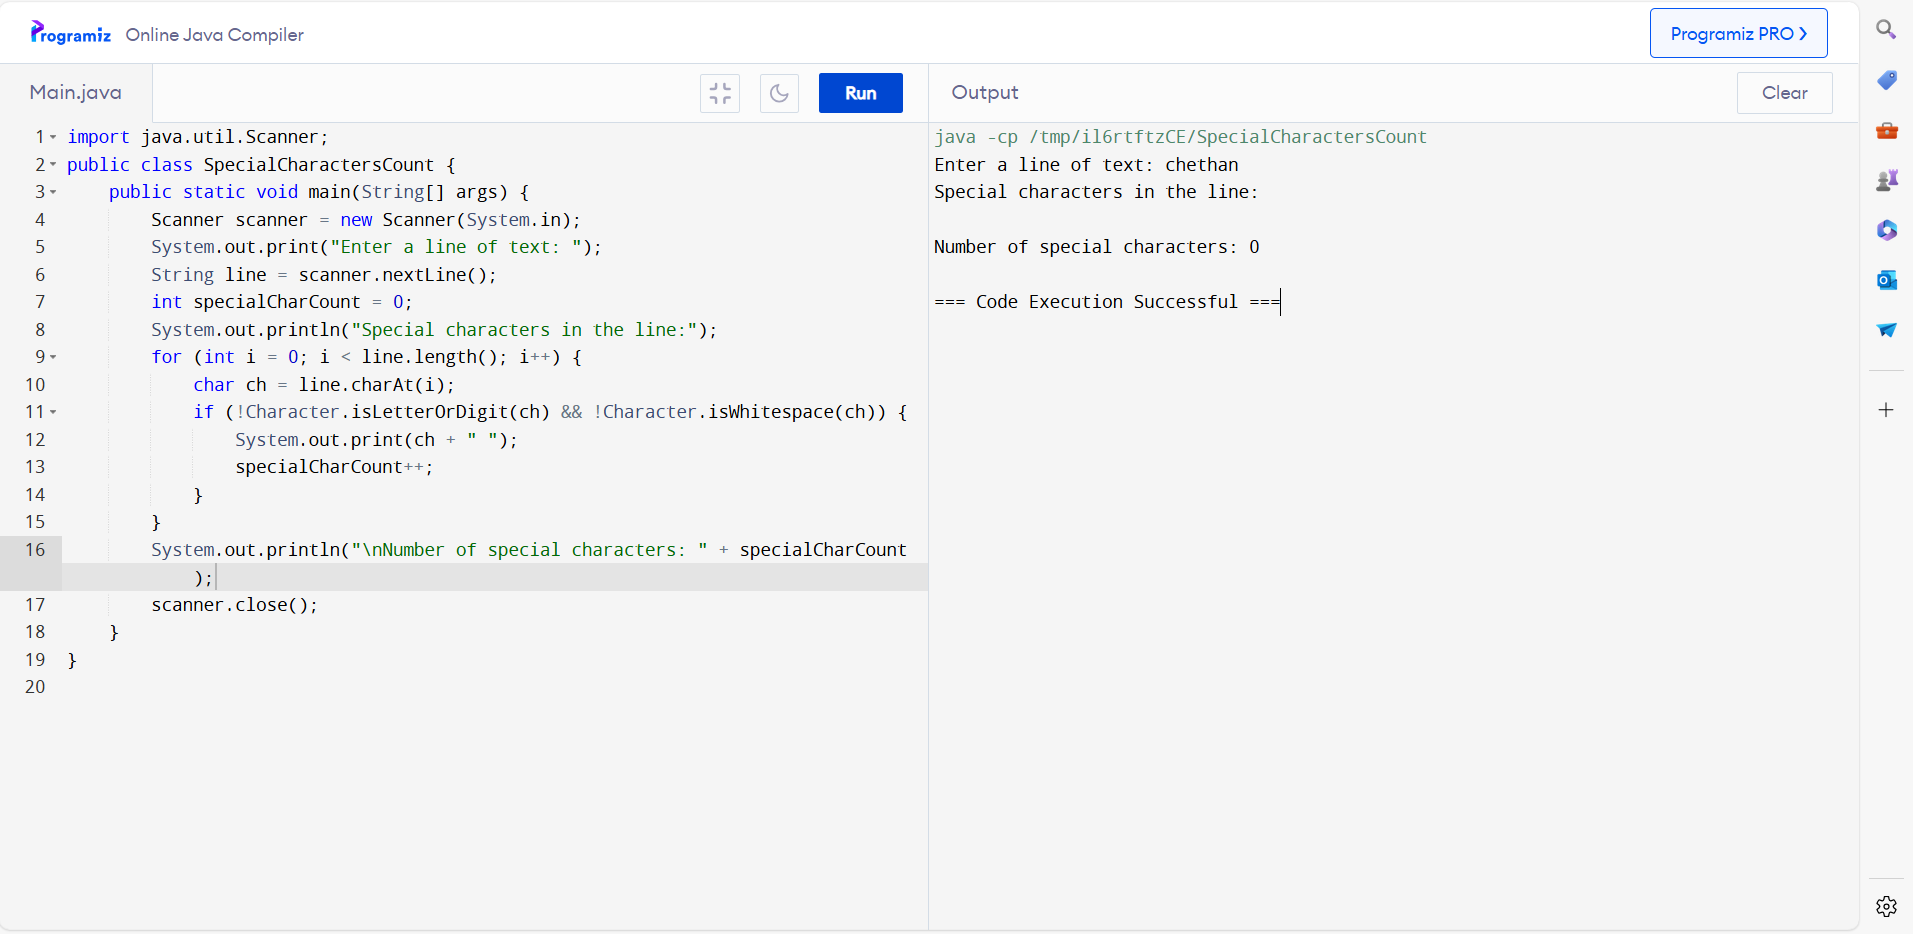 Programiz Online Java Compiler
Programiz PRO ❯
Main.java
Run
Output
Clear
1 import java.util.Scanner;
2 public class SpecialCharactersCount {
3     public static void main(String[] args) {
4         Scanner scanner = new Scanner(System.in);
5         System.out.print("Enter a line of text: ");
6         String line = scanner.nextLine();
7         int specialCharCount = 0;
8         System.out.println("Special characters in the line:");
9         for (int i = 0; i < line.length(); i++) {
10             char ch = line.charAt(i);
11             if (!Character.isLetterOrDigit(ch) && !Character.isWhitespace(ch)) {
12                 System.out.print(ch + " ");
13                 specialCharCount++;
14             }
15         }
16         System.out.println("\nNumber of special characters: " + specialCharCount
            );
17         scanner.close();
18     }
19 }
20
java -cp /tmp/il6rtftzCE/SpecialCharactersCount
Enter a line of text: chethan
Special characters in the line:
Number of special characters: 0
=== Code Execution Successful ===